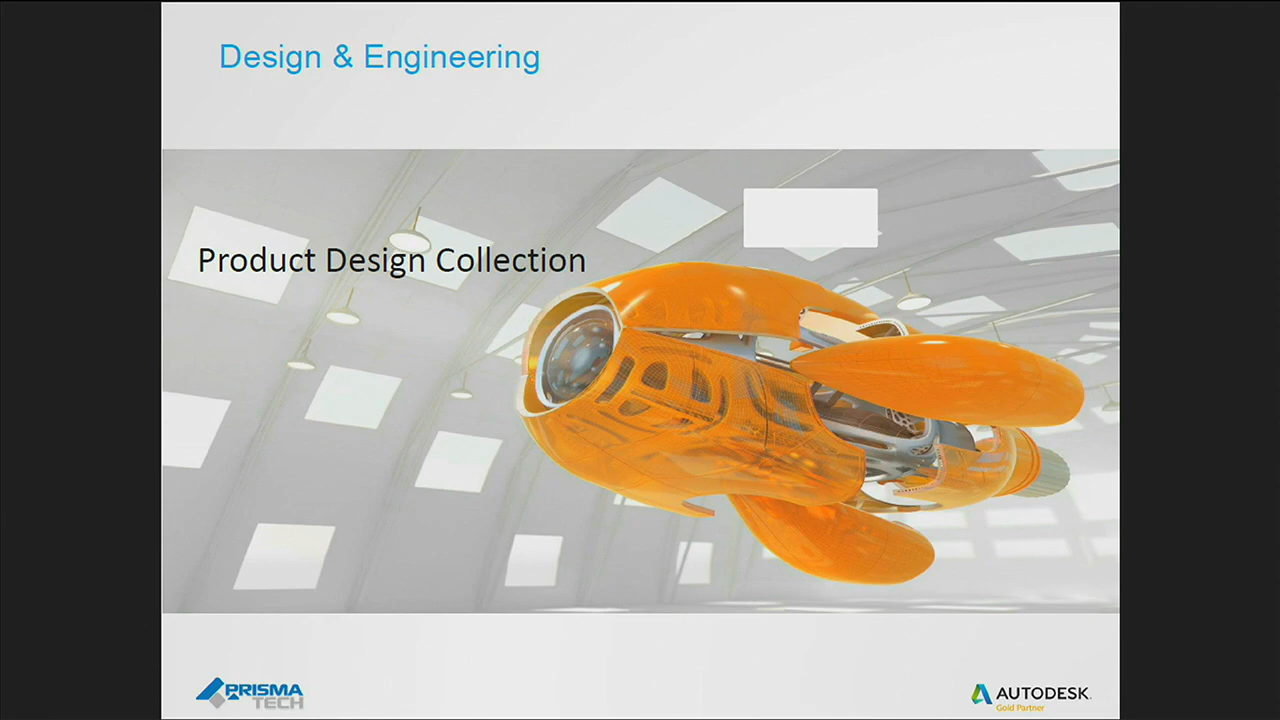 Design & Engineering
Product Design Collection
PRISMA
TECH
AUTODESK.
Gold Partner